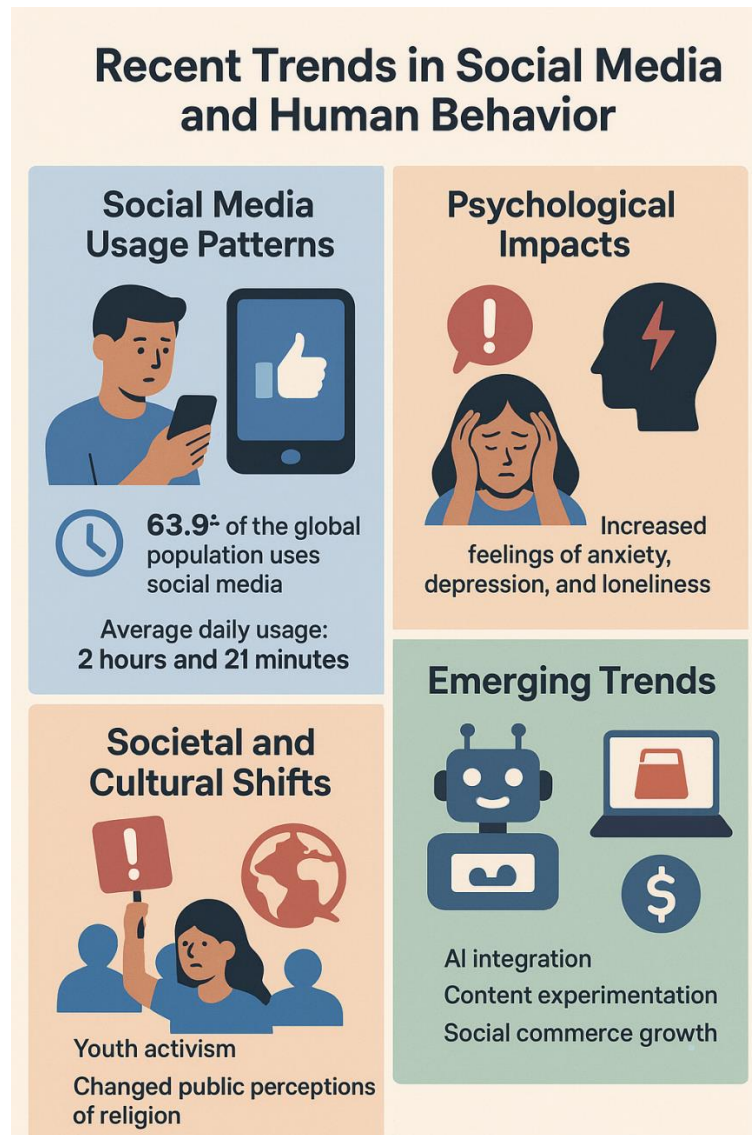 Recent Trends in Social Media
and Human Behavior
Social Media
Usage Patterns
63.9 of the global
population uses
social media
Average daily usage:
2 hours and 21 minutes
Psychological
Impacts
Increased
feelings of anxiety,
depression, and loneliness
Societal and
Cultural Shifts
Youth activism
Changed public perceptions
of religion
Emerging Trends
AI integration
Content experimentation
Social commerce growth